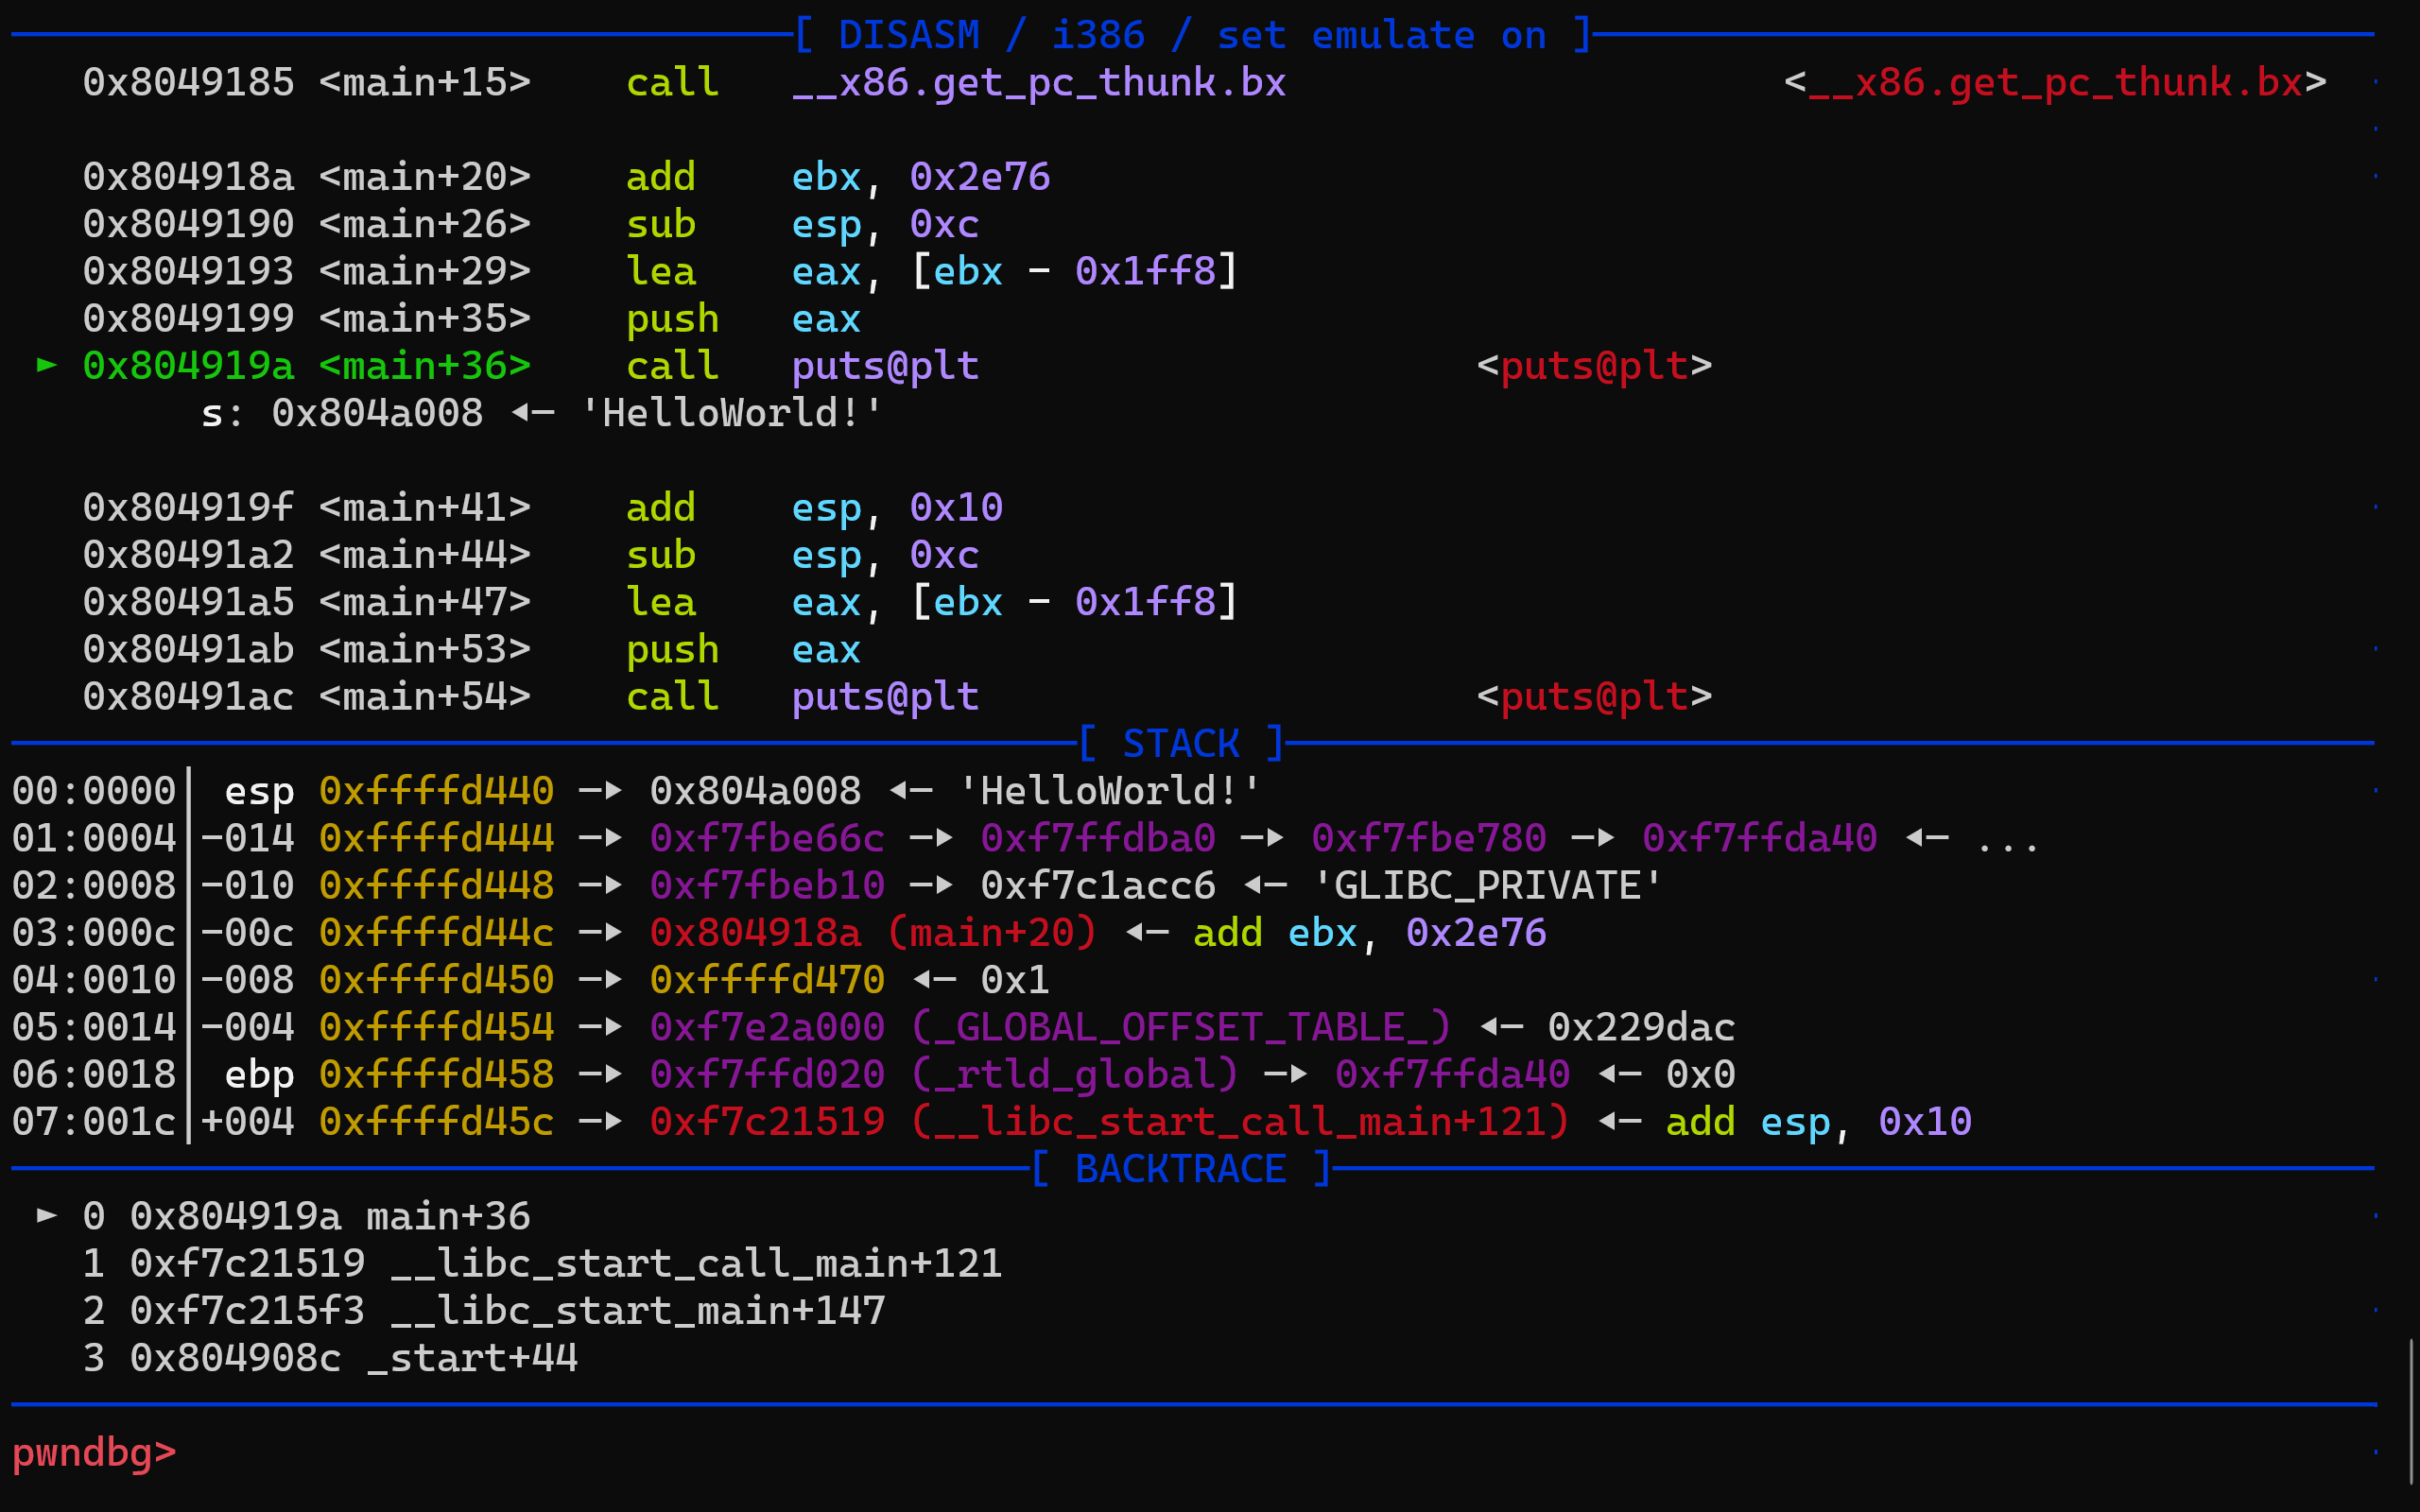 [ DISASM / i386 / set emulate on ]
0x8049185 <main+15>    call   __x86.get_pc_thunk.bx                     <__x86.get_pc_thunk.bx>
0x804918a <main+20>    add    ebx, 0x2e76
0x8049190 <main+26>    sub    esp, 0xc
0x8049193 <main+29>    lea    eax, [ebx - 0x1ff8]
0x8049199 <main+35>    push   eax
► 0x804919a <main+36>    call   puts@plt                     <puts@plt>
s: 0x804a008 ◂— 'HelloWorld!'
0x804919f <main+41>    add    esp, 0x10
0x80491a2 <main+44>    sub    esp, 0xc
0x80491a5 <main+47>    lea    eax, [ebx - 0x1ff8]
0x80491ab <main+53>    push   eax
0x80491ac <main+54>    call   puts@plt                     <puts@plt>
[ STACK ]
00:0000│  esp 0xffffd440 —▸ 0x804a008 ◂— 'HelloWorld!'
01:0004│-014 0xffffd444 —▸ 0xf7fbe66c —▸ 0xf7ffdba0 —▸ 0xf7fbe780 —▸ 0xf7ffda40 ◂— ...
02:0008│-010 0xffffd448 —▸ 0xf7fbeb10 —▸ 0xf7c1acc6 ◂— 'GLIBC_PRIVATE'
03:000c│-00c 0xffffd44c —▸ 0x804918a (main+20) ◂— add ebx, 0x2e76
04:0010│-008 0xffffd450 —▸ 0xffffd470 ◂— 0x1
05:0014│-004 0xffffd454 —▸ 0xf7e2a000 (_GLOBAL_OFFSET_TABLE_) ◂— 0x229dac
06:0018│  ebp 0xffffd458 —▸ 0xf7ffd020 (_rtld_global) —▸ 0xf7ffda40 ◂— 0x0
07:001c│+004 0xffffd45c —▸ 0xf7c21519 (__libc_start_call_main+121) ◂— add esp, 0x10
[ BACKTRACE ]
► 0 0x804919a main+36
1 0xf7c21519 __libc_start_call_main+121
2 0xf7c215f3 __libc_start_main+147
3 0x804908c _start+44
pwndbg>